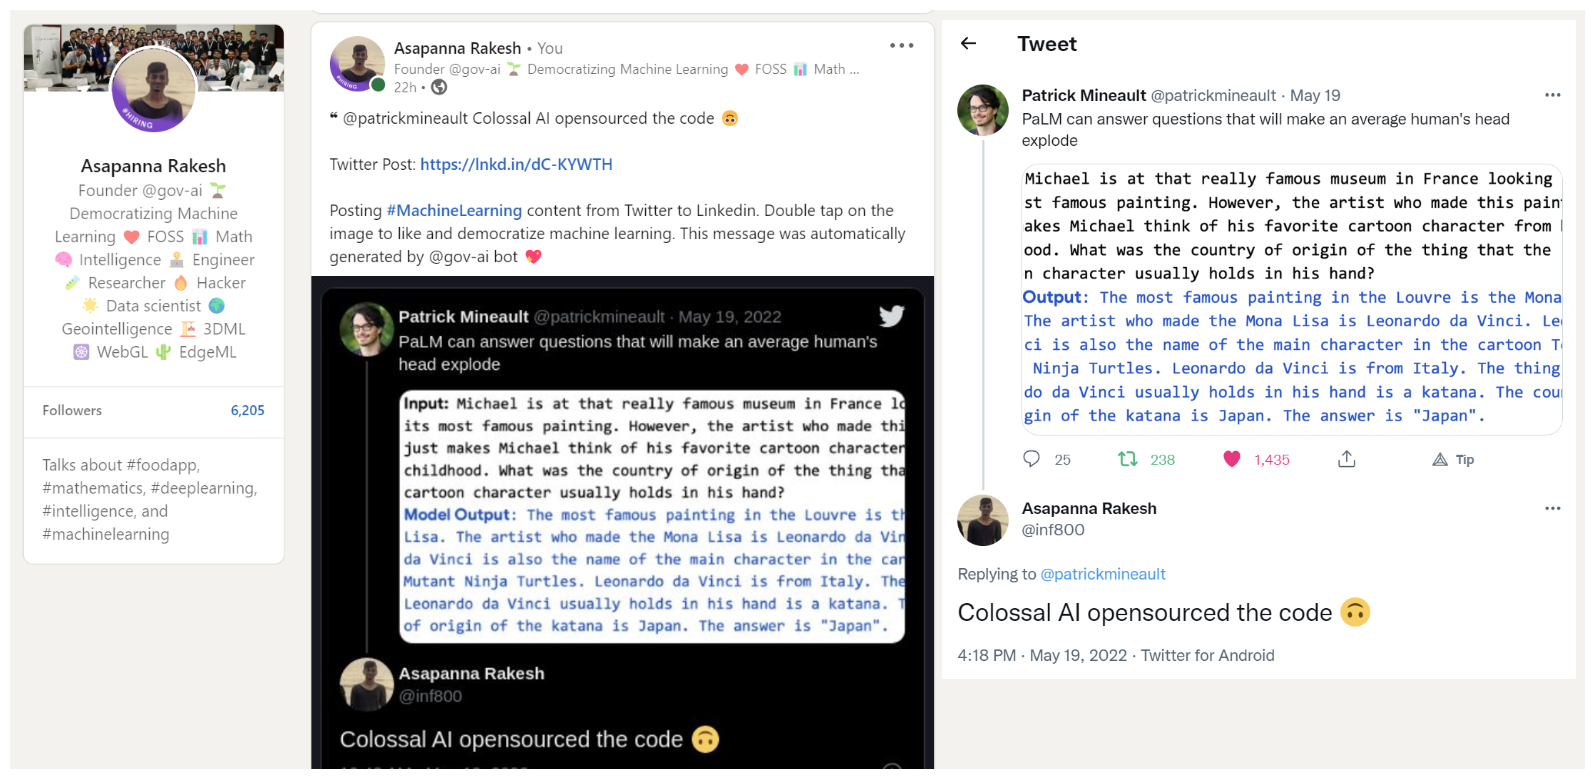 #HIRING
Asapanna Rakesh
Founder @gov-ai 🌱
Democratizing Machine
Learning ❤️ FOSS 📊 Math
🧠 Intelligence 👨‍💻 Engineer
🧪 Researcher 🔥 Hacker
🌟 Data scientist 🌍
Geointelligence 🏗️ 3DML
☸️ WebGL 🌵 EdgeML
Followers 6,205
Talks about #foodapp,
#mathematics, #deeplearning,
#intelligence, and
#machinelearning
Asapanna Rakesh • You
Founder @gov-ai 🌱 Democratizing Machine Learning ❤️ FOSS 📊 Math ...
22h •
❝ @patrickmineault Colossal AI opensourced the code 🙃
Twitter Post: https://lnkd.in/dC-KYWTH
Posting #MachineLearning content from Twitter to Linkedin. Double tap on the
image to like and democratize machine learning. This message was automatically
generated by @gov-ai bot 💖
Patrick Mineault @patrickmineault · May 19, 2022
PaLM can answer questions that will make an average human's
head explode
Input: Michael is at that really famous museum in France lo
its most famous painting. However, the artist who made thi
just makes Michael think of his favorite cartoon character
childhood. What was the country of origin of the thing tha
cartoon character usually holds in his hand?
Model Output: The most famous painting in the Louvre is th
Lisa. The artist who made the Mona Lisa is Leonardo da Vin
da Vinci is also the name of the main character in the car
Mutant Ninja Turtles. Leonardo da Vinci is from Italy. The
Leonardo da Vinci usually holds in his hand is a katana. T
of origin of the katana is Japan. The answer is "Japan".
Asapanna Rakesh
@inf800
Colossal AI opensourced the code 🙃
Tweet
Patrick Mineault @patrickmineault · May 19
PaLM can answer questions that will make an average human's head
explode
Michael is at that really famous museum in France looking
st famous painting. However, the artist who made this pain
akes Michael think of his favorite cartoon character from
ood. What was the country of origin of the thing that the
n character usually holds in his hand?
Output: The most famous painting in the Louvre is the Mona
The artist who made the Mona Lisa is Leonardo da Vinci. Le
ci is also the name of the main character in the cartoon T
Ninja Turtles. Leonardo da Vinci is from Italy. The thing
do da Vinci usually holds in his hand is a katana. The cou
gin of the katana is Japan. The answer is "Japan".
25 238 1,435 Tip
Asapanna Rakesh
@inf800
Replying to @patrickmineault
Colossal AI opensourced the code 🙃
4:18 PM · May 19, 2022 · Twitter for Android